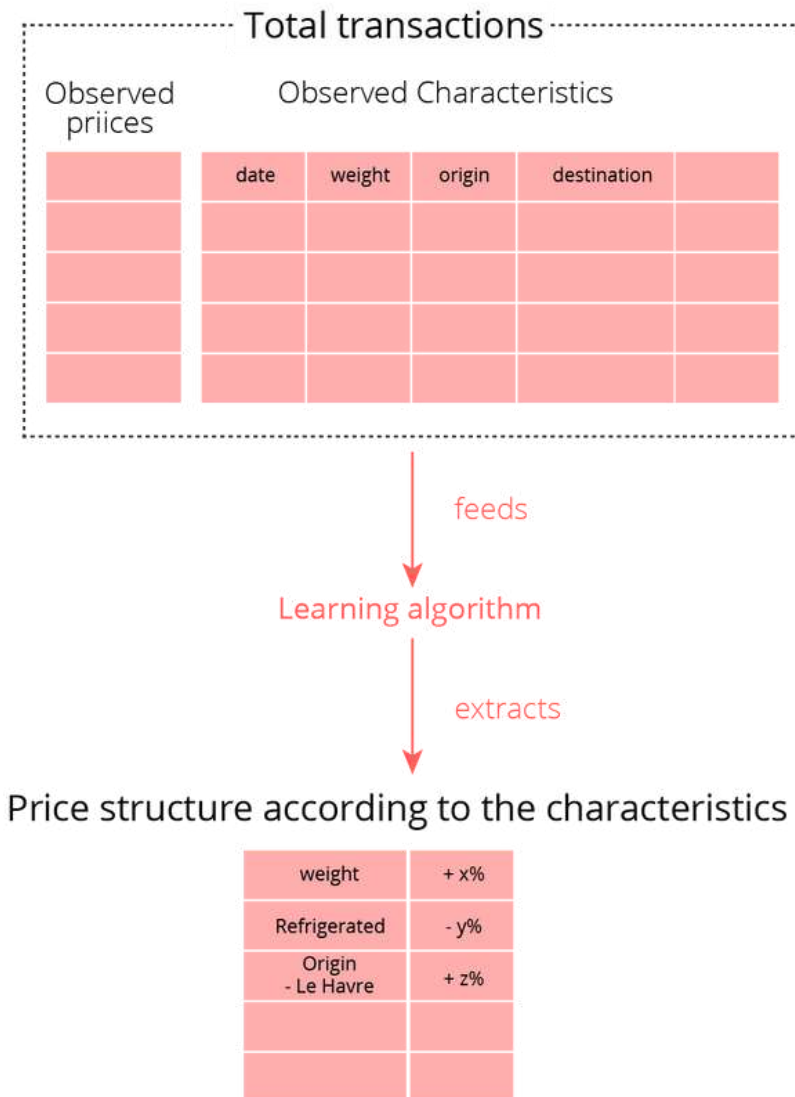 Total transactions
Observed
priices
Observed Characteristics
date weight origin destination
feeds
Learning algorithm
extracts
Price structure according to the characteristics
weight + x%
Refrigerated - y%
Origin
- Le Havre + z%